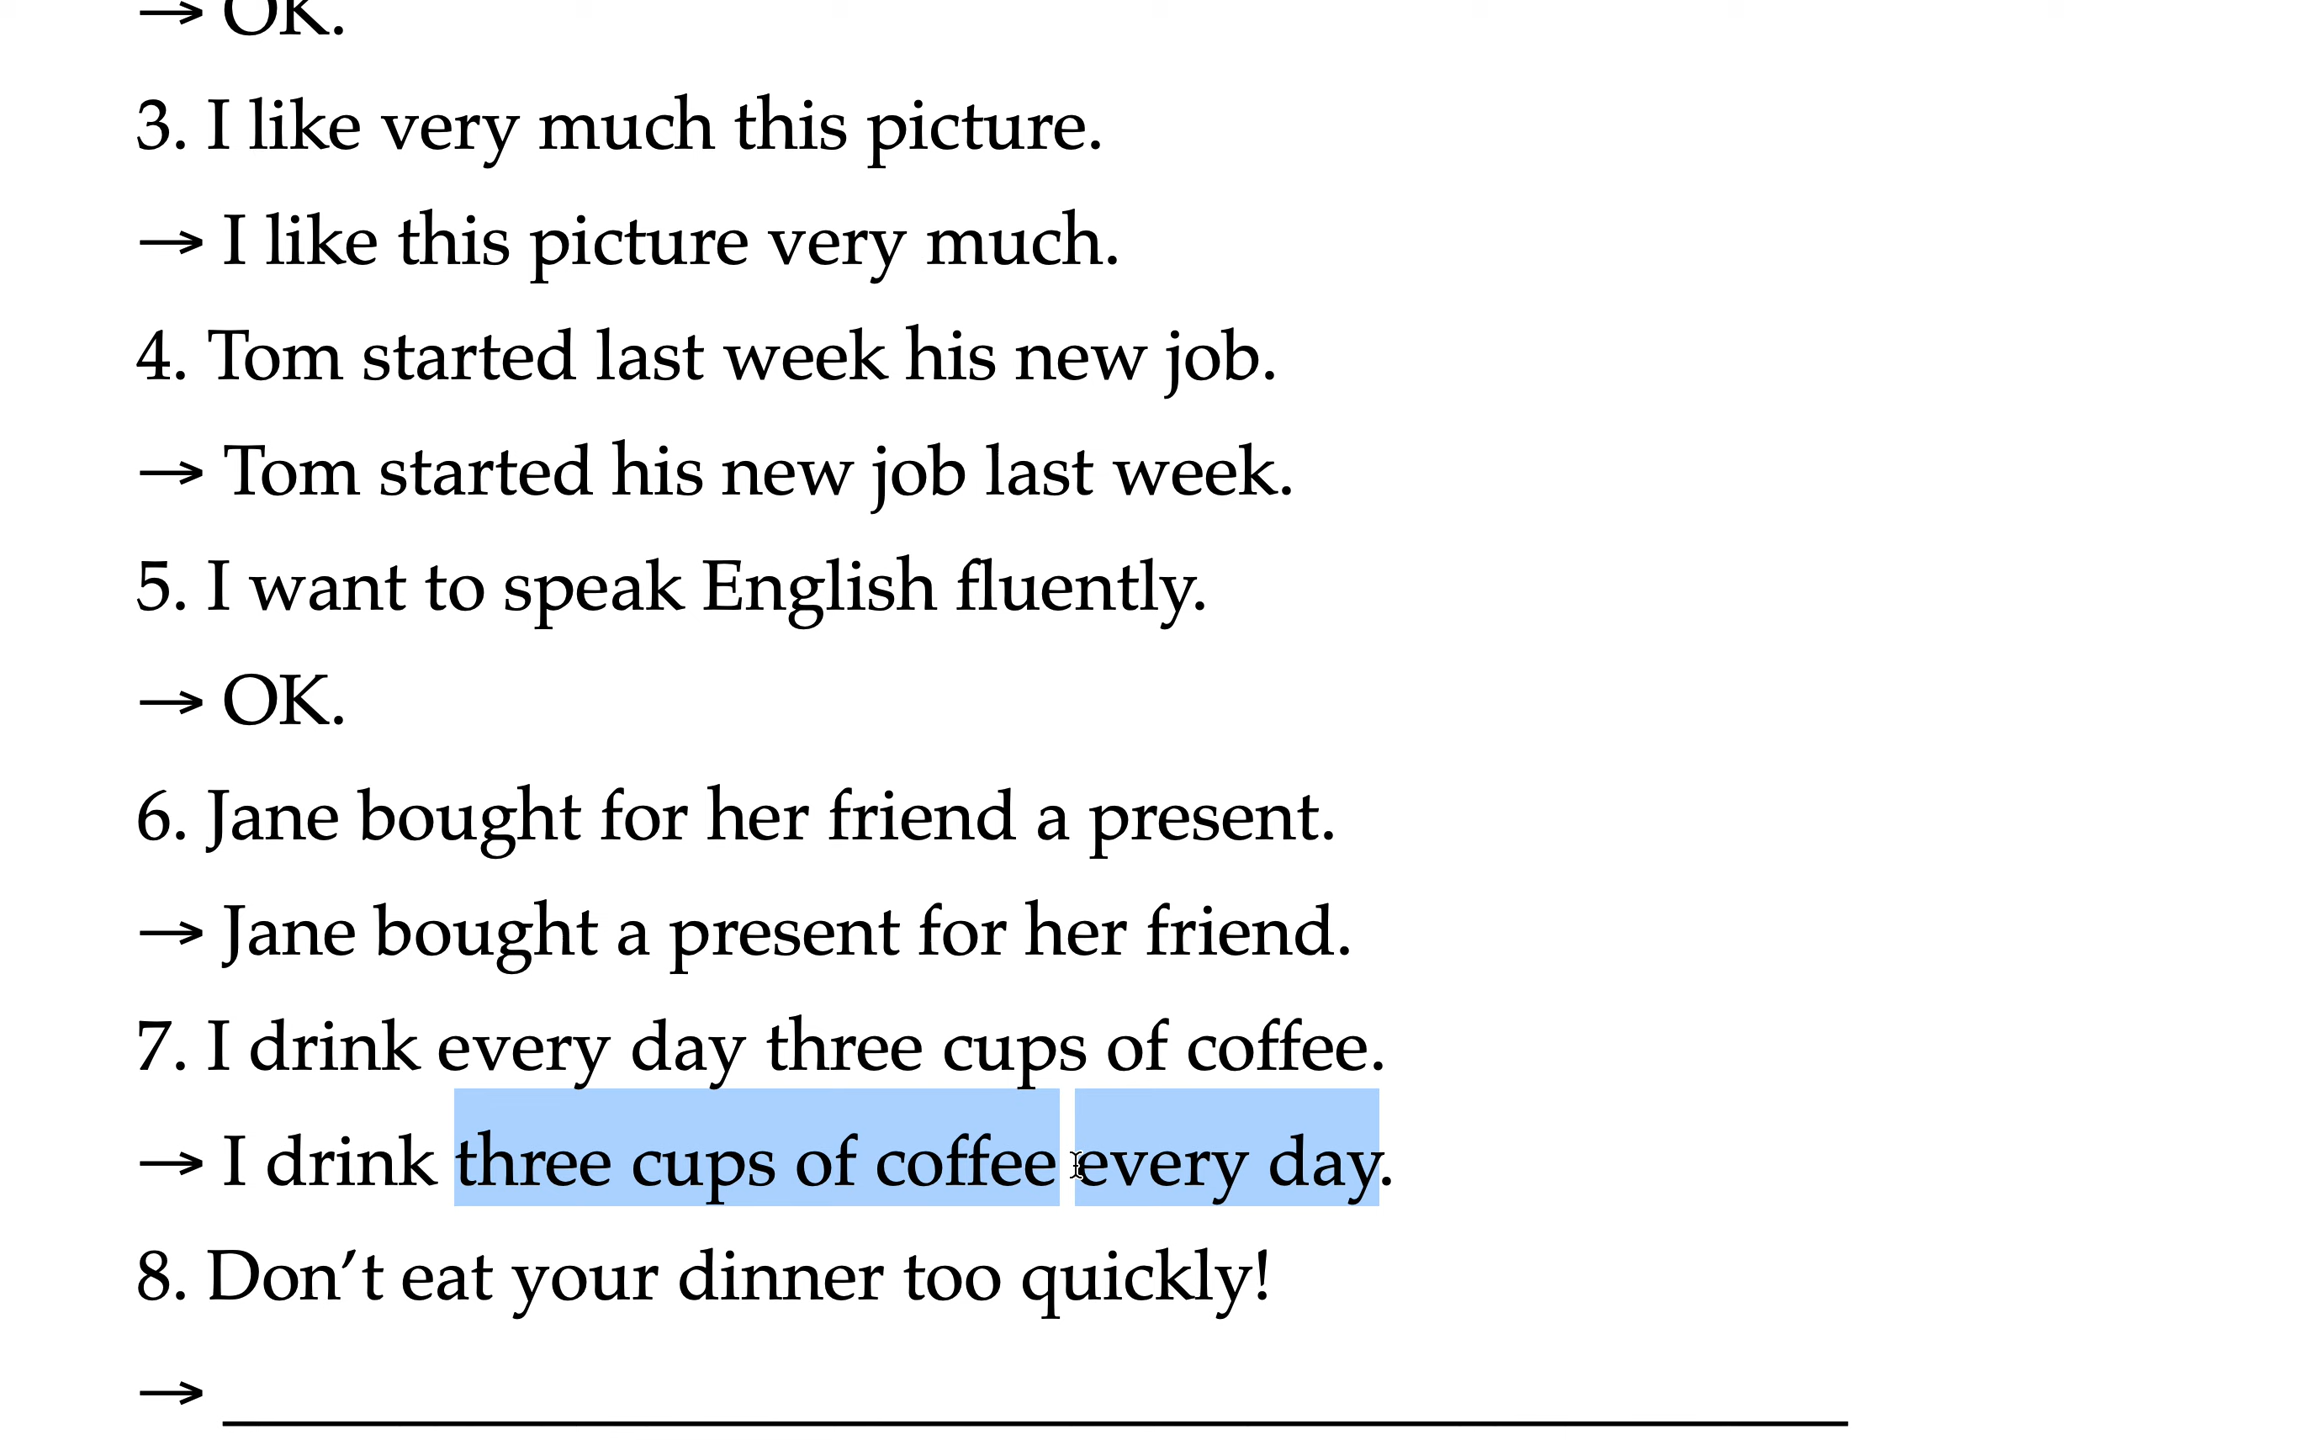 → OK.
3. I like very much this picture.
→ I like this picture very much.
4. Tom started last week his new job.
→ Tom started his new job last week.
5. I want to speak English fluently.
→ OK.
6. Jane bought for her friend a present.
→ Jane bought a present for her friend.
7. I drink every day three cups of coffee.
→ I drink three cups of coffee every day.
8. Don’t eat your dinner too quickly!
→